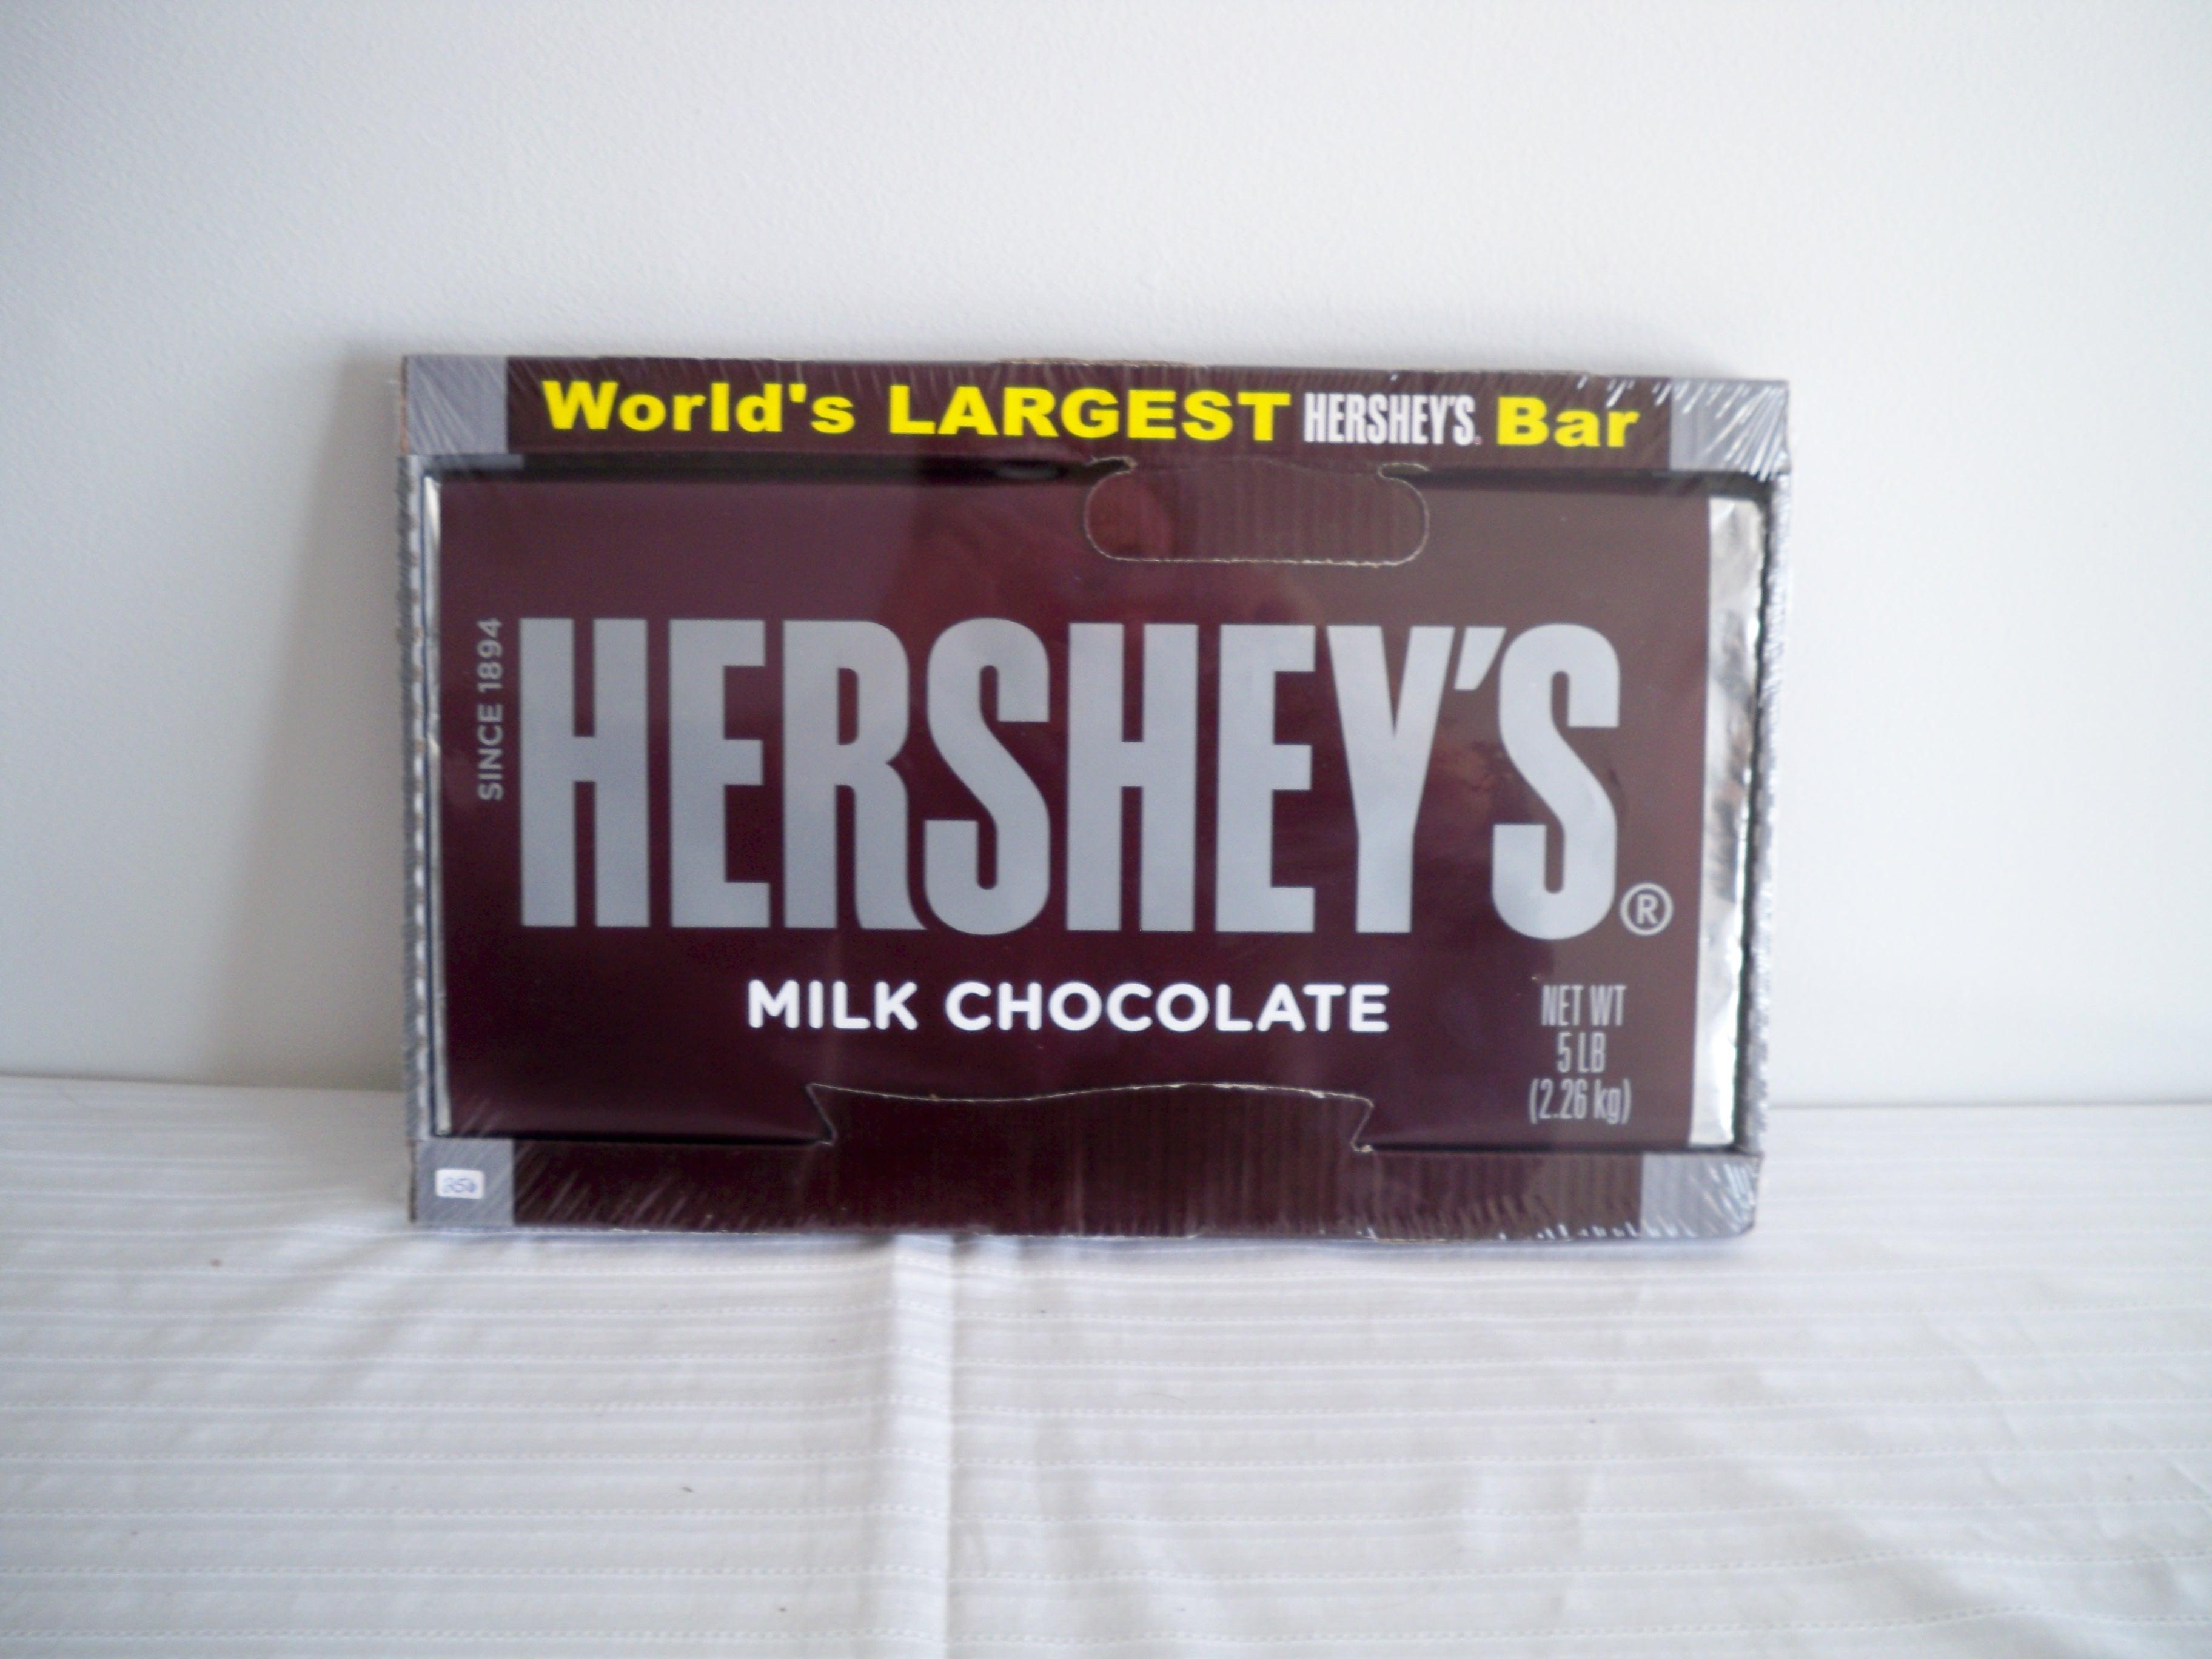 World's LARGEST HERSHEY'S Bar
SINCE 1894
HERSHEY'S®
MILK CHOCOLATE
NET WT
5 LB
(2.26 kg)